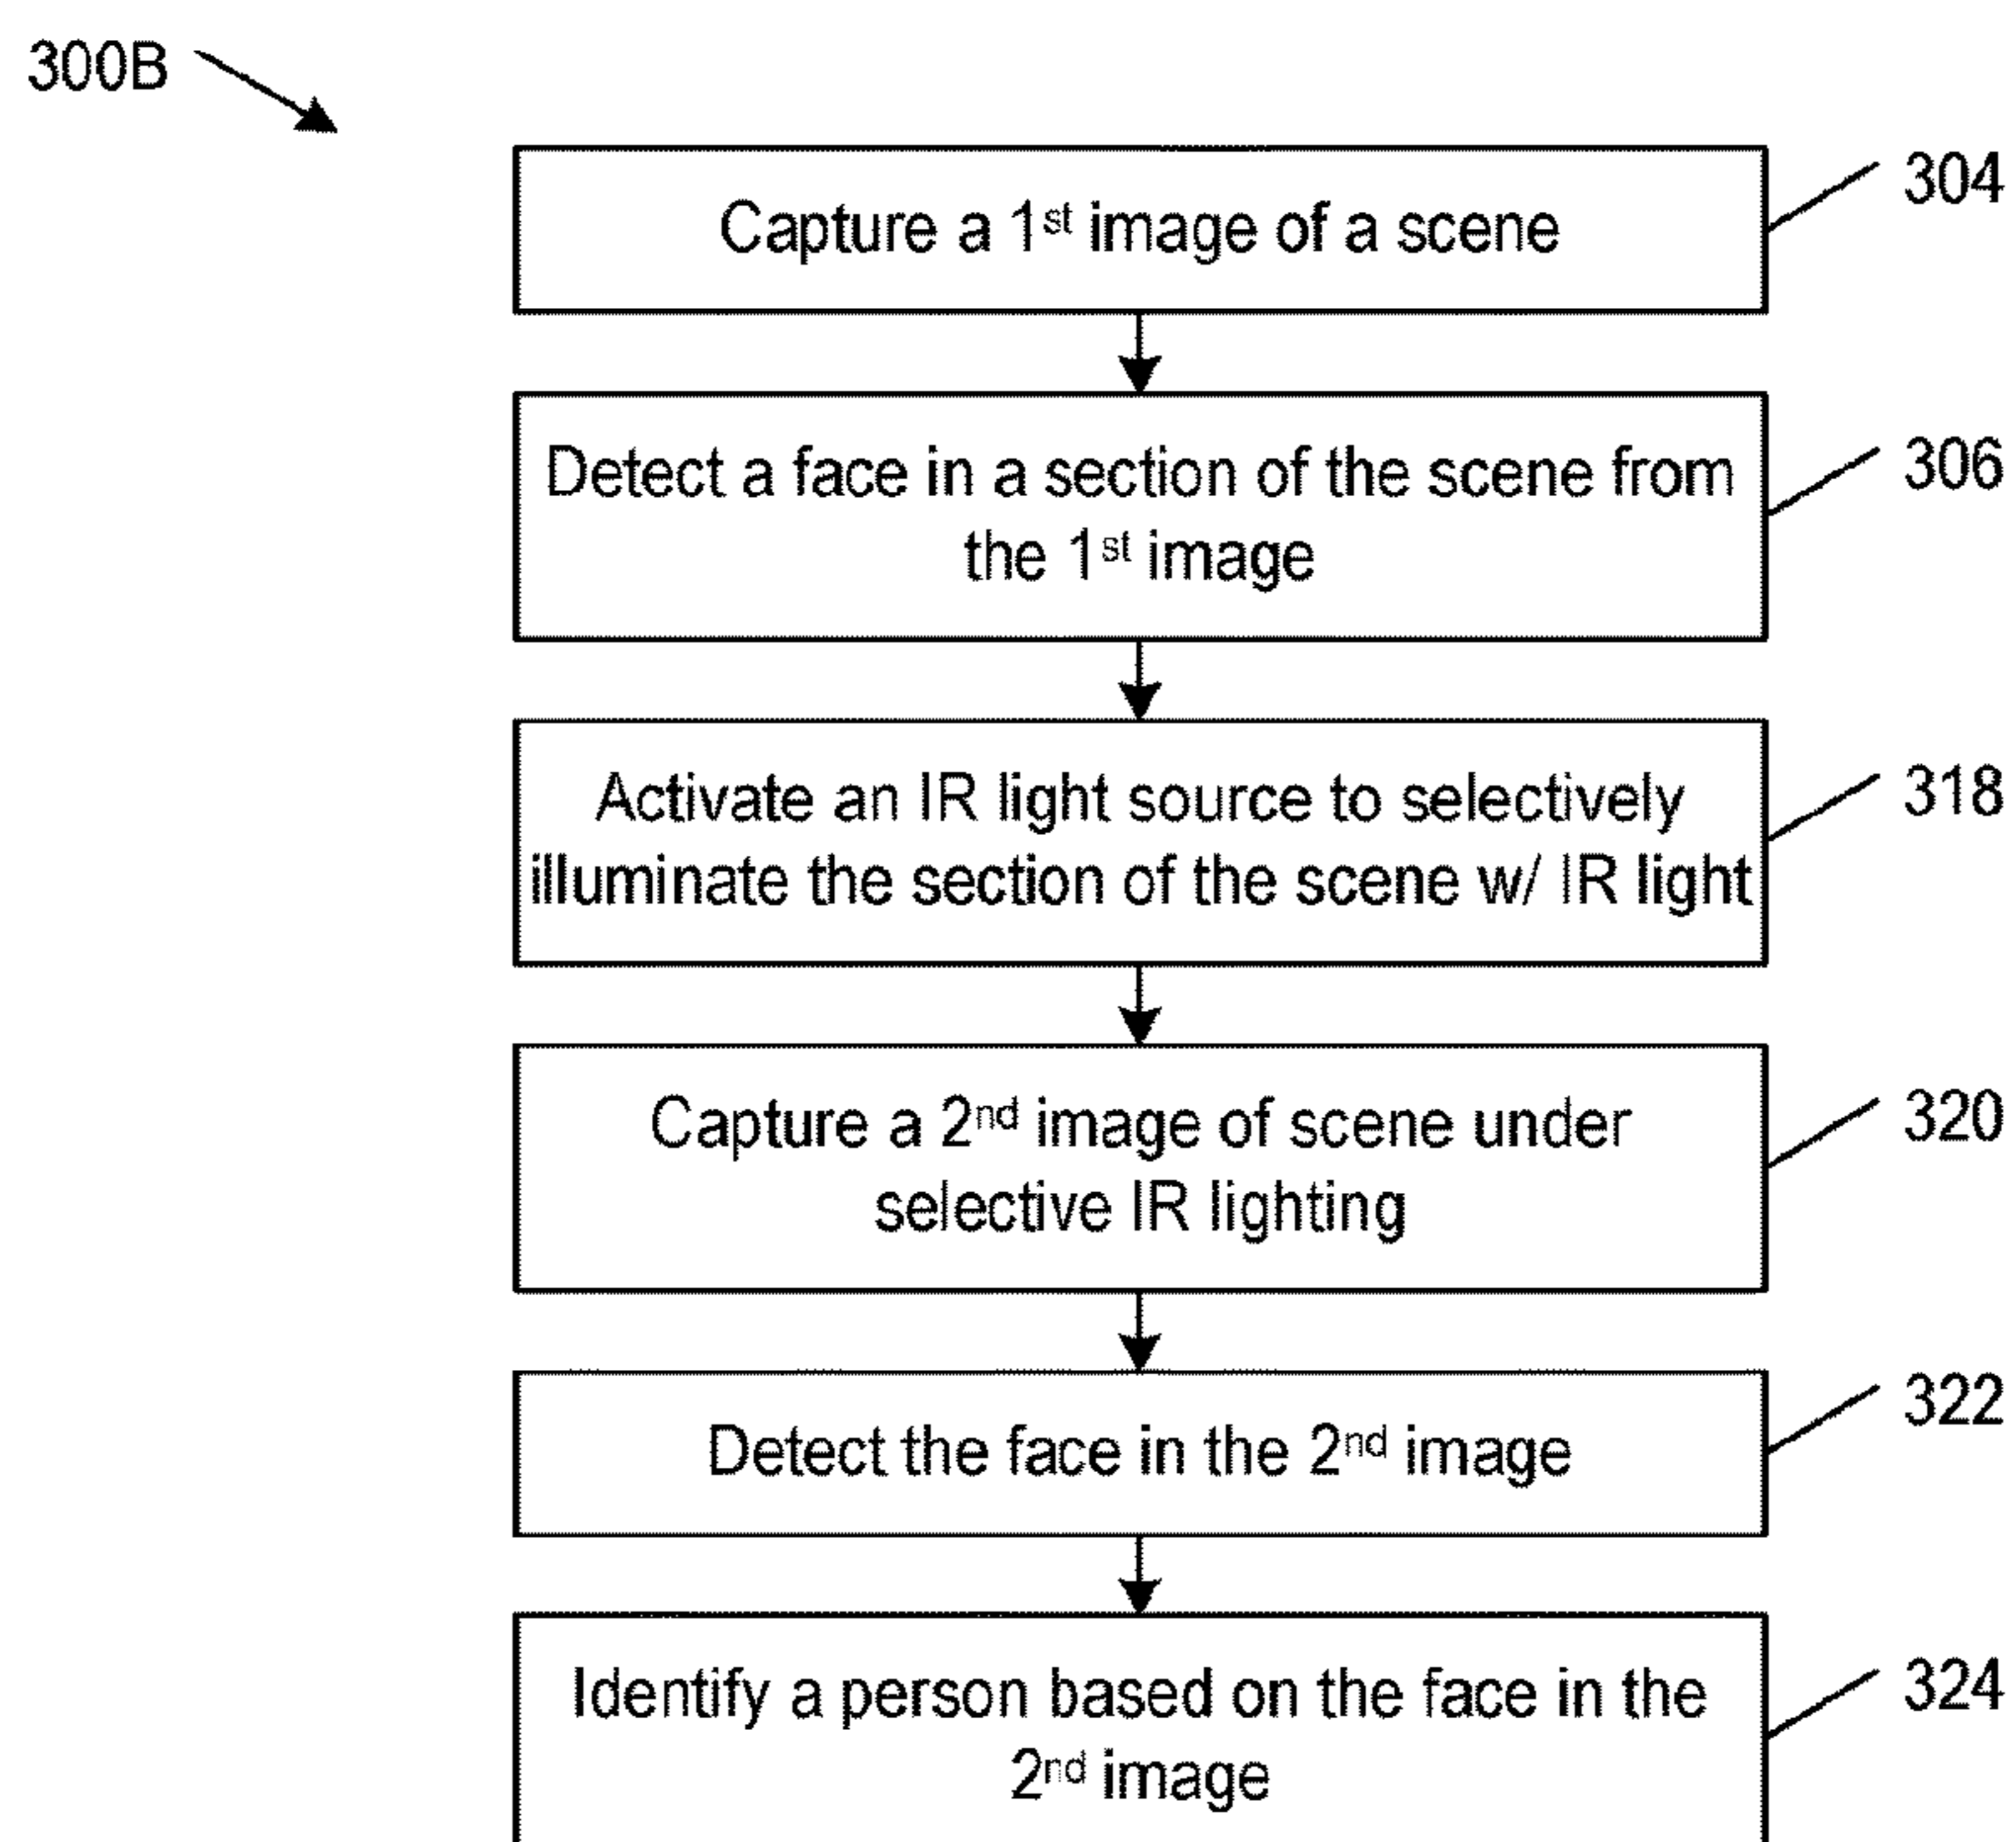 300B
304
Capture a 1st image of a scene
306
Detect a face in a section of the scene from
the 1st image
318
Activate an IR light source to selectively
illuminate the section of the scene w/ IR light
320
Capture a 2nd image of scene under
selective IR lighting
322
Detect the face in the 2nd image
324
Identify a person based on the face in the
2nd image